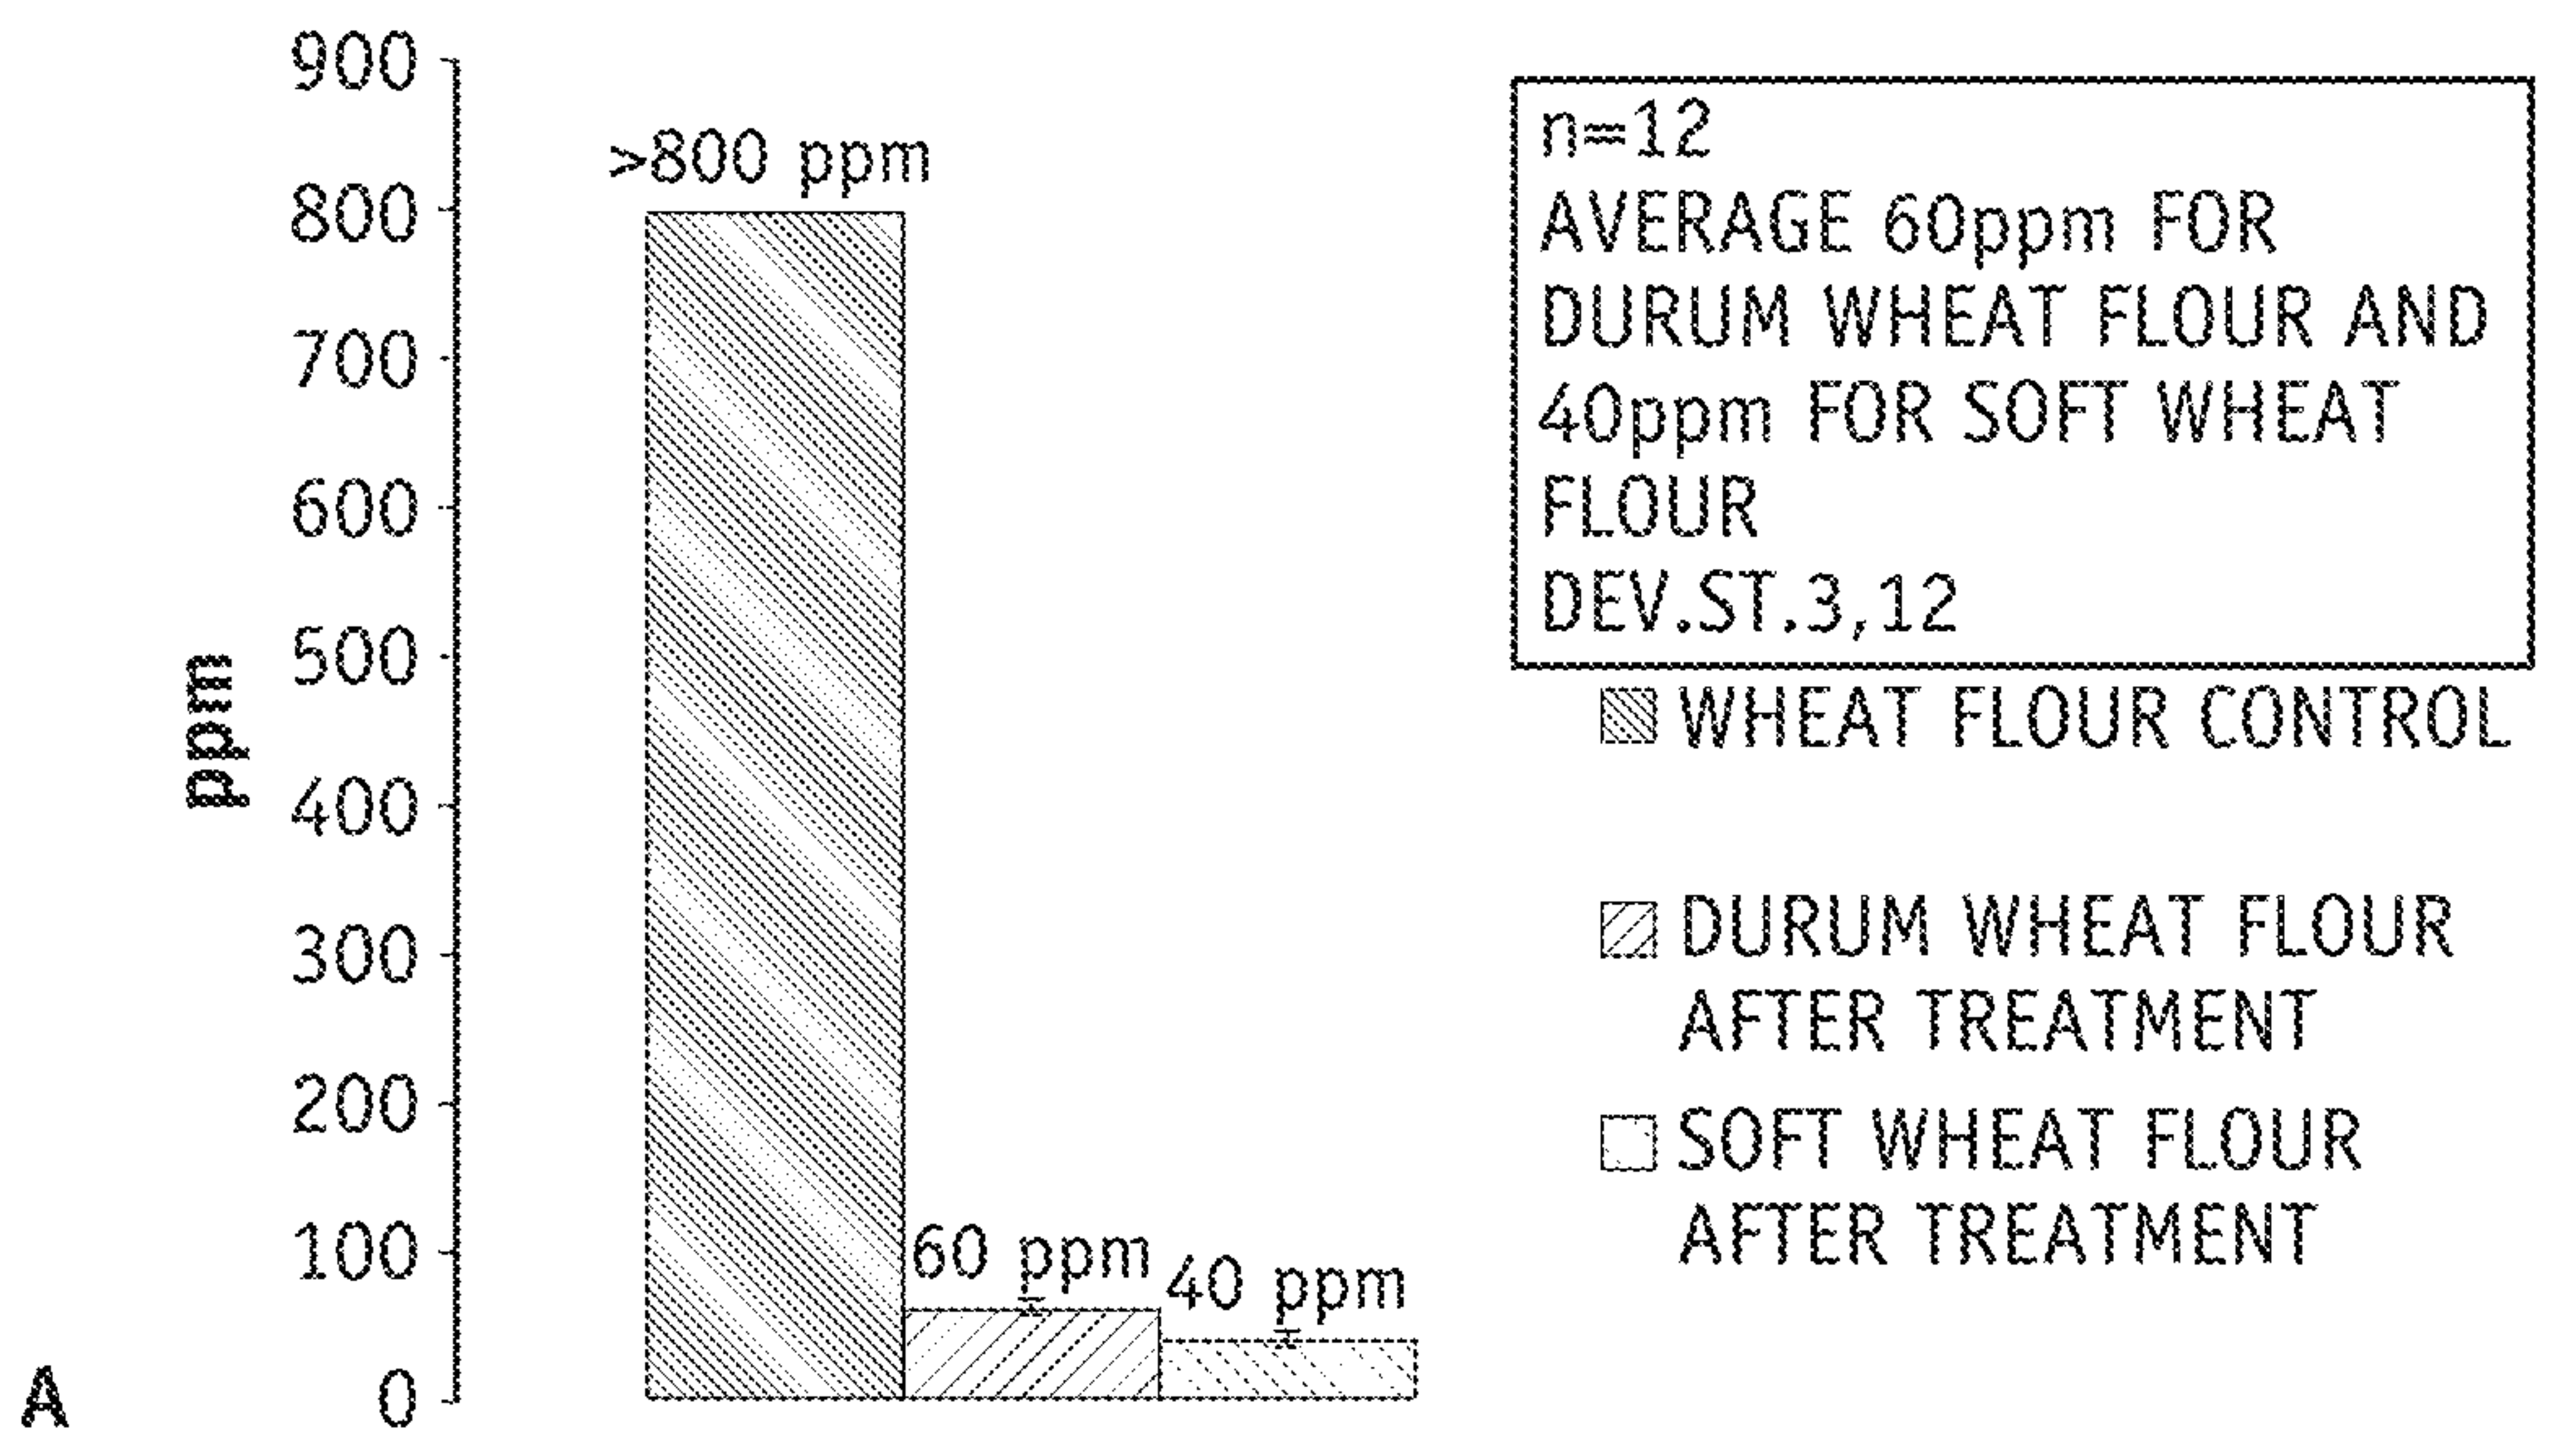 900
800
700
600
500
400
300
200
100
0
ppm
>800 ppm
60 ppm
40 ppm
n=12
AVERAGE 60ppm FOR
DURUM WHEAT FLOUR AND
40ppm FOR SOFT WHEAT
FLOUR
DEV.ST.3,12
WHEAT FLOUR CONTROL
DURUM WHEAT FLOUR
AFTER TREATMENT
SOFT WHEAT FLOUR
AFTER TREATMENT
A